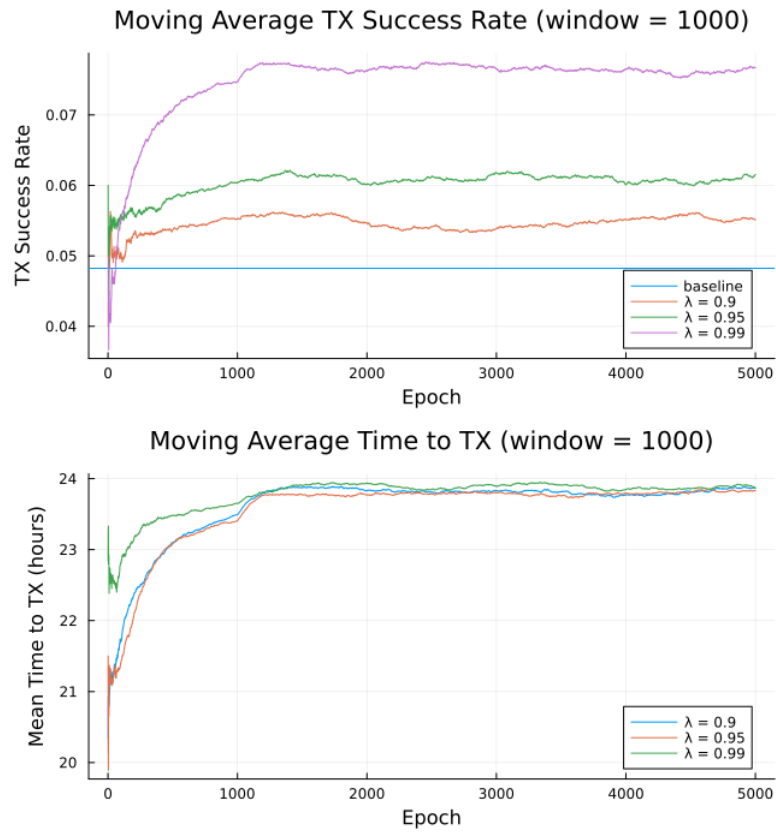 Moving Average TX Success Rate (window = 1000)
TX Success Rate
0.07
0.06
0.05
0.04
baseline
λ = 0.9
λ = 0.95
λ = 0.99
0 1000 2000 3000 4000 5000
Epoch
Moving Average Time to TX (window = 1000)
Mean Time to TX (hours)
24
23
22
21
20
λ = 0.9
λ = 0.95
λ = 0.99
0 1000 2000 3000 4000 5000
Epoch